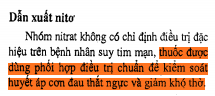 Dẫn xuất nitơ
Nhóm nitrat không có chỉ định điều trị đặc
hiệu trên bệnh nhân suy tim mạn, thuốc được
dùng phối hợp điều trị chuẩn để kiểm soát
huyết áp cơn đau thắt ngực và giảm khó thở.